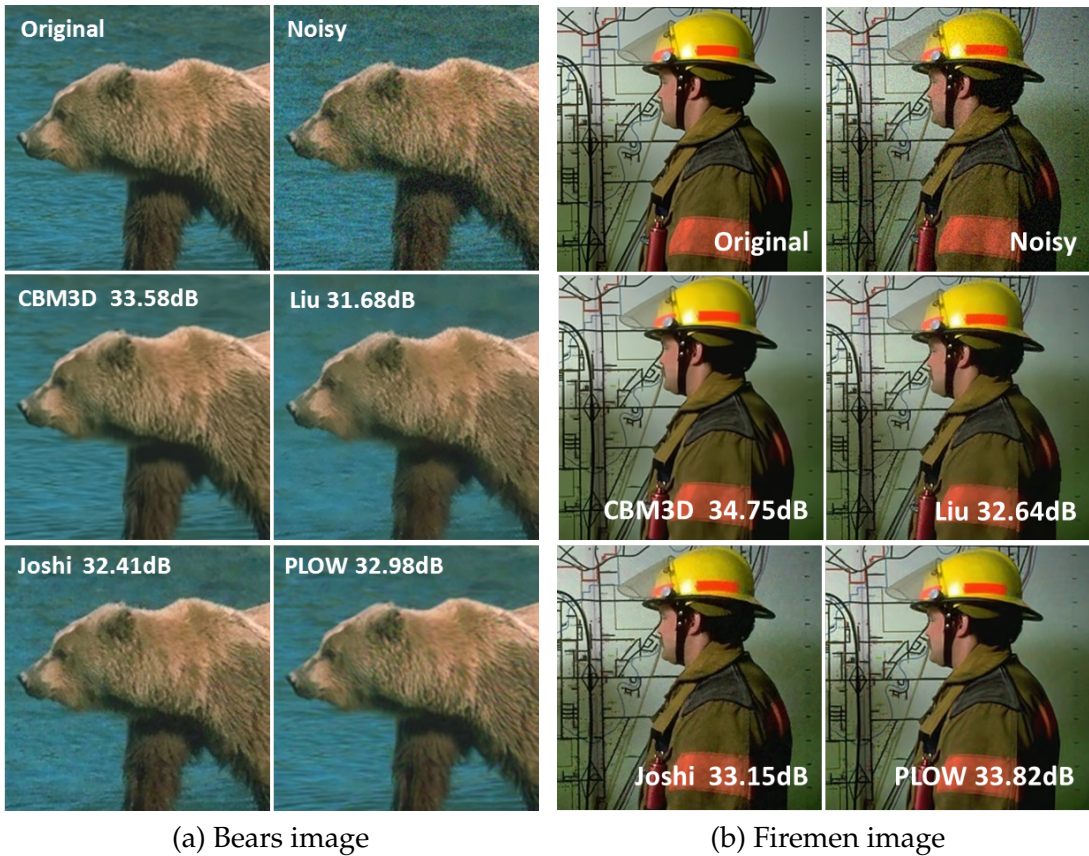 Original
Noisy
CBM3D 33.58dB
Liu 31.68dB
Joshi 32.41dB
PLOW 32.98dB
(a) Bears image
Original
Noisy
CBM3D 34.75dB
Liu 32.64dB
Joshi 33.15dB
PLOW 33.82dB
(b) Firemen image